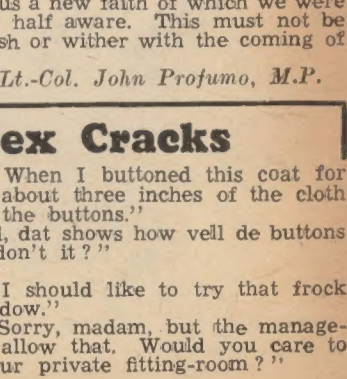 us a new faith of which we were
half aware. This must not be
sh or wither with the coming of
Lt.-Col. John Profumo, M.P.
ex Cracks
When I buttoned this coat for
about three inches of the cloth
the buttons."
l, dat shows how vell de buttons
don't it?"
I should like to try that frock
dow."
Sorry, madam, but the manage-
allow that. Would you care to
ur private fitting-room?"